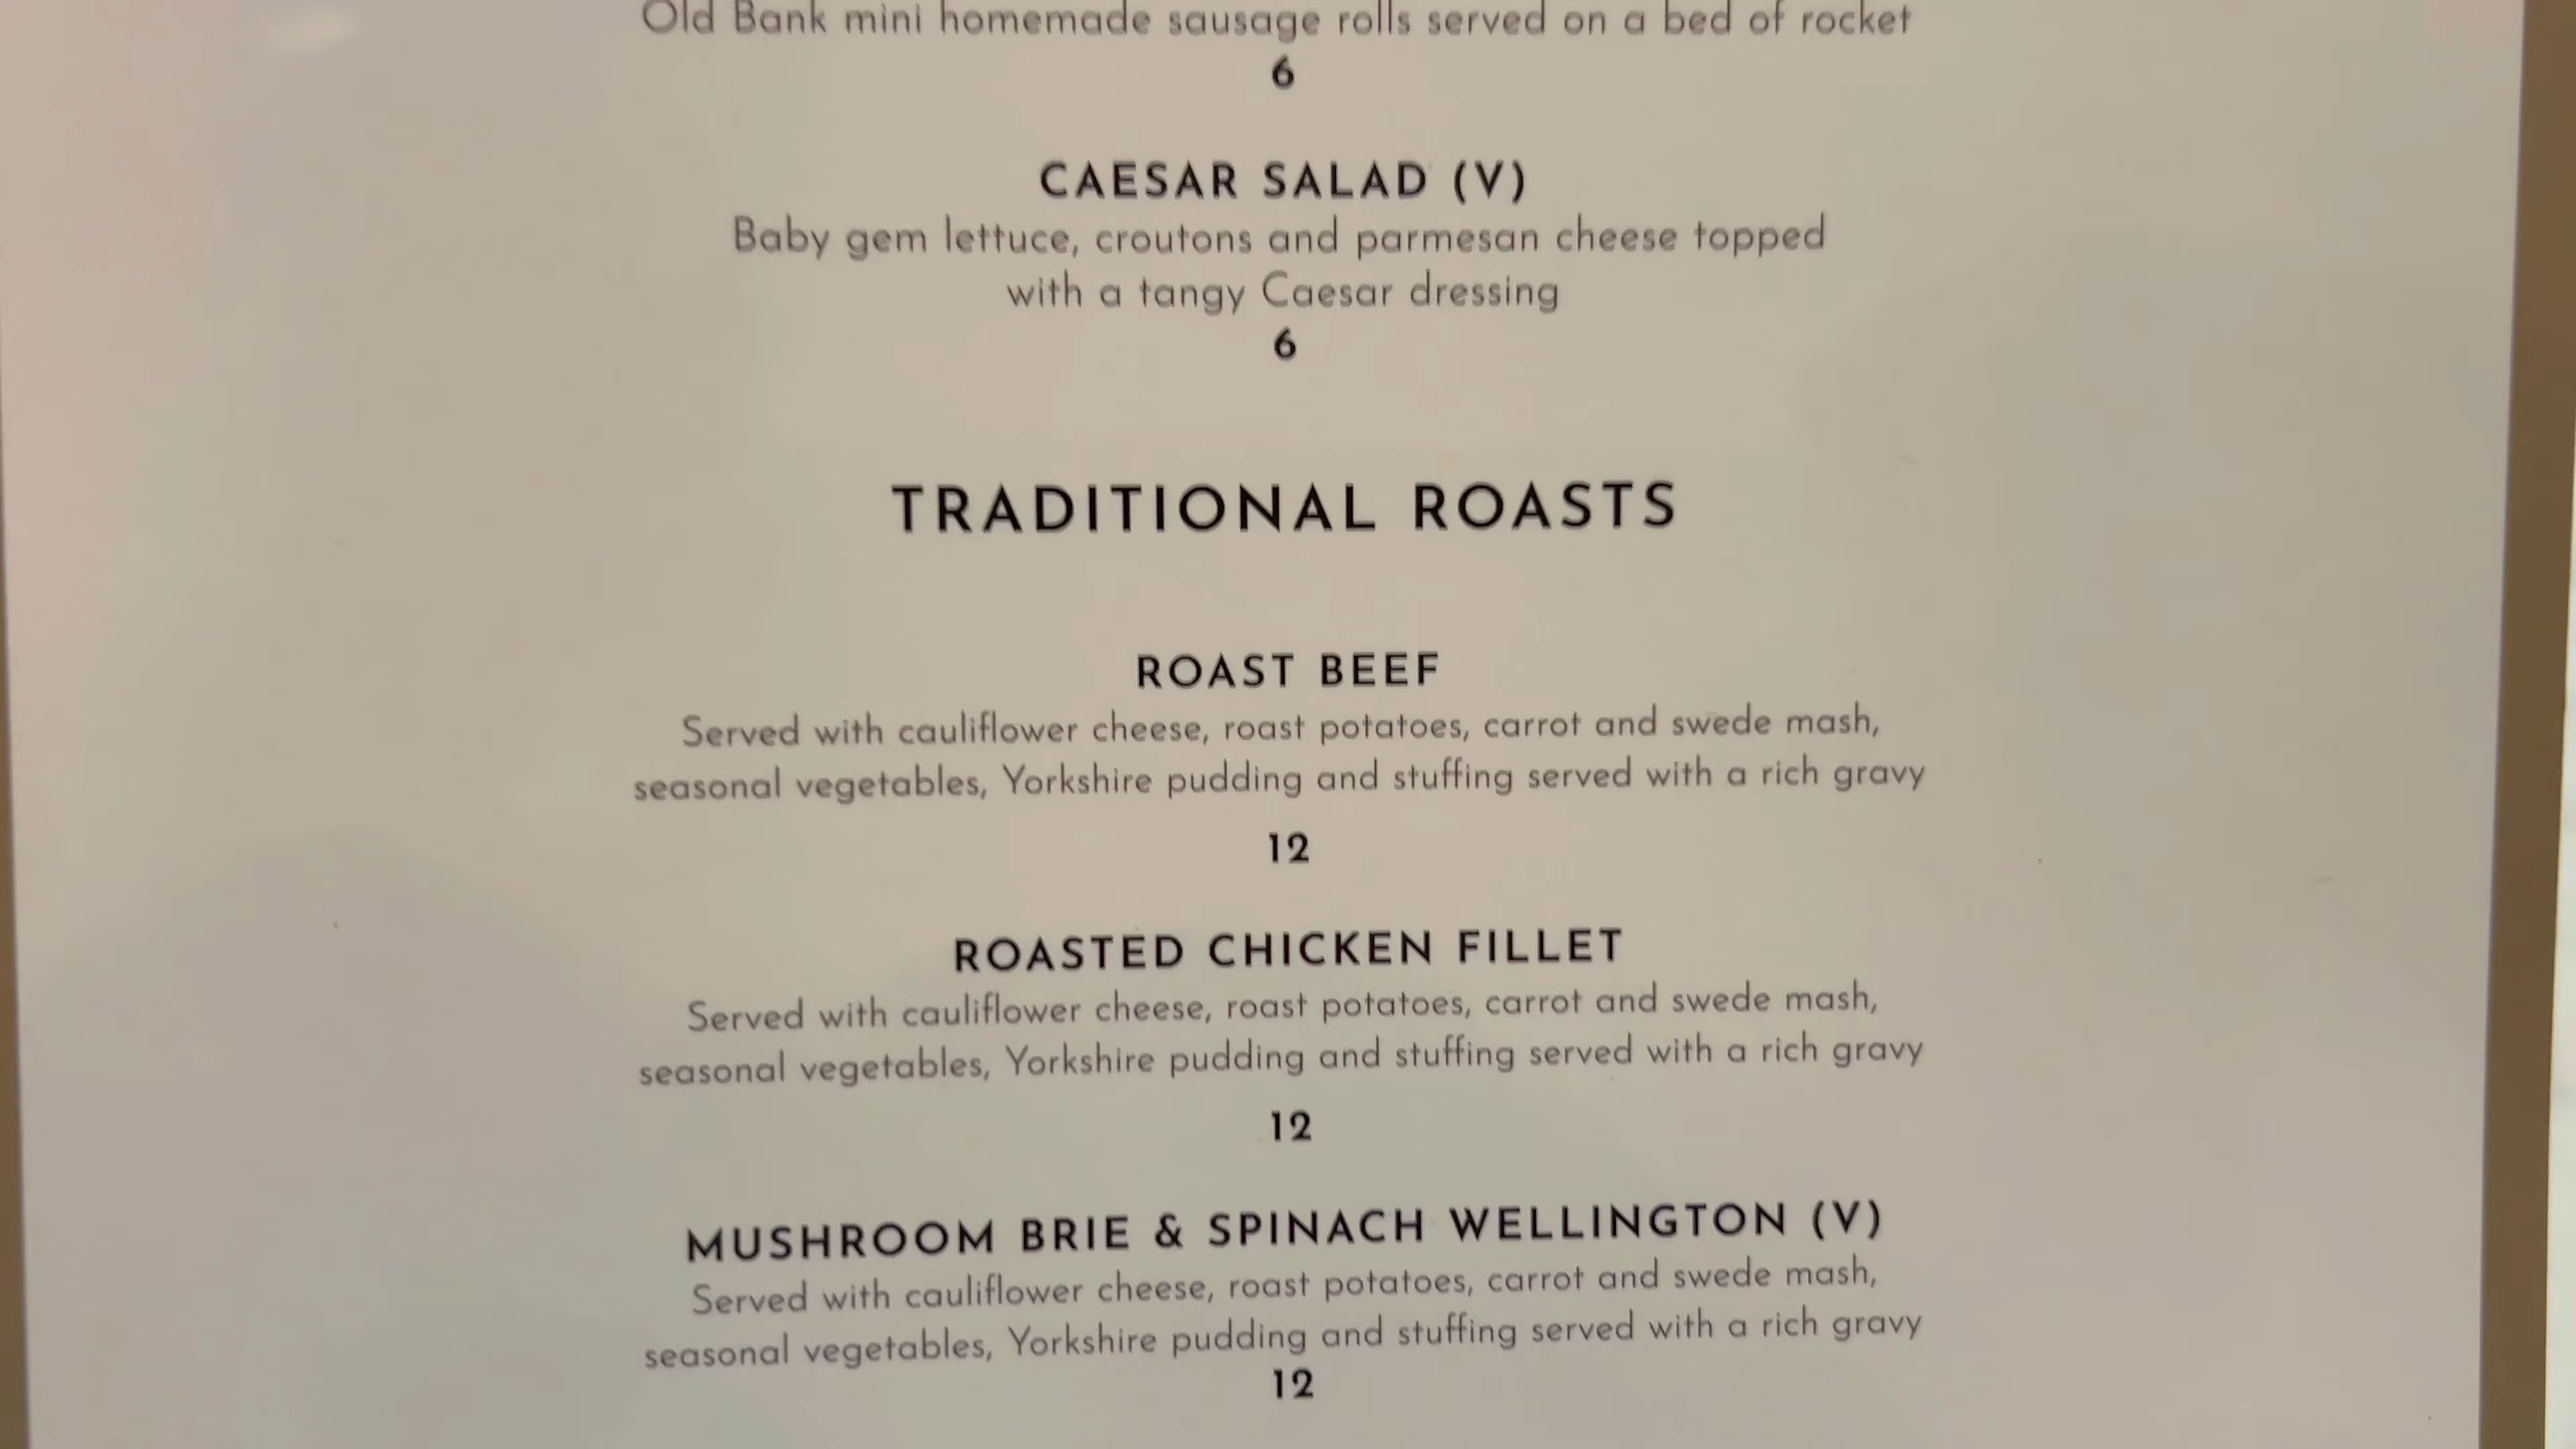 Old Bank mini homemade sausage rolls served on a bed of rocket
6
CAESAR SALAD (V)
Baby gem lettuce, croutons and parmesan cheese topped
with a tangy Caesar dressing
6
TRADITIONAL ROASTS
ROAST BEEF
Served with cauliflower cheese, roast potatoes, carrot and swede mash,
seasonal vegetables, Yorkshire pudding and stuffing served with a rich gravy
12
ROASTED CHICKEN FILLET
Served with cauliflower cheese, roast potatoes, carrot and swede mash,
seasonal vegetables, Yorkshire pudding and stuffing served with a rich gravy
12
MUSHROOM BRIE & SPINACH WELLINGTON (V)
Served with cauliflower cheese, roast potatoes, carrot and swede mash,
seasonal vegetables, Yorkshire pudding and stuffing served with a rich gravy
12